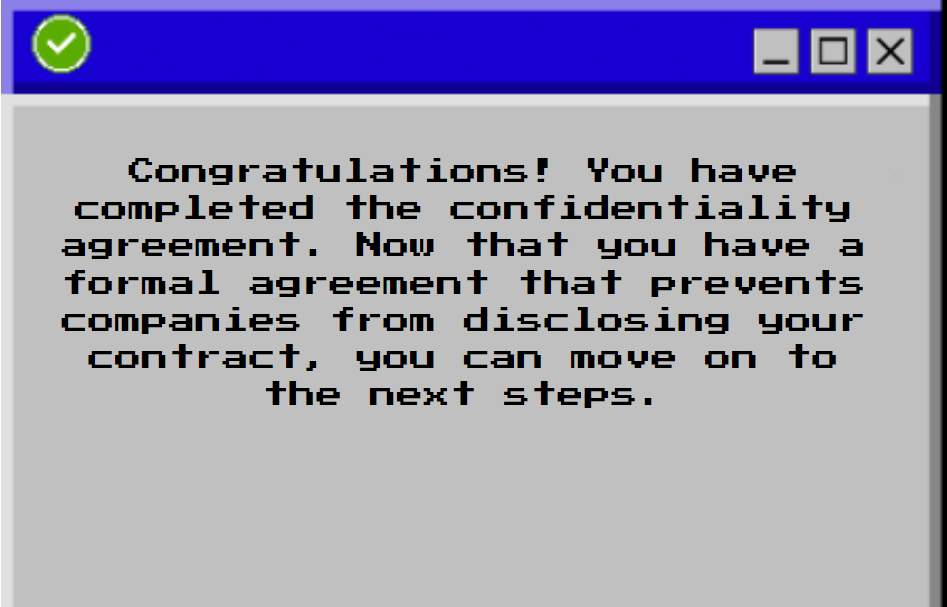 Congratulations! You have
completed the confidentiality
agreement. Now that you have a
formal agreement that prevents
companies from disclosing your
contract, you can move on to
the next steps.